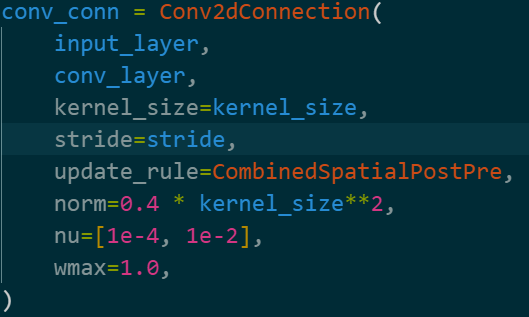 conv_conn = Conv2dConnection(
    input_layer,
    conv_layer,
    kernel_size=kernel_size,
    stride=stride,
    update_rule=CombinedSpatialPostPre,
    norm=0.4 * kernel_size**2,
    nu=[1e-4, 1e-2],
    wmax=1.0,
)